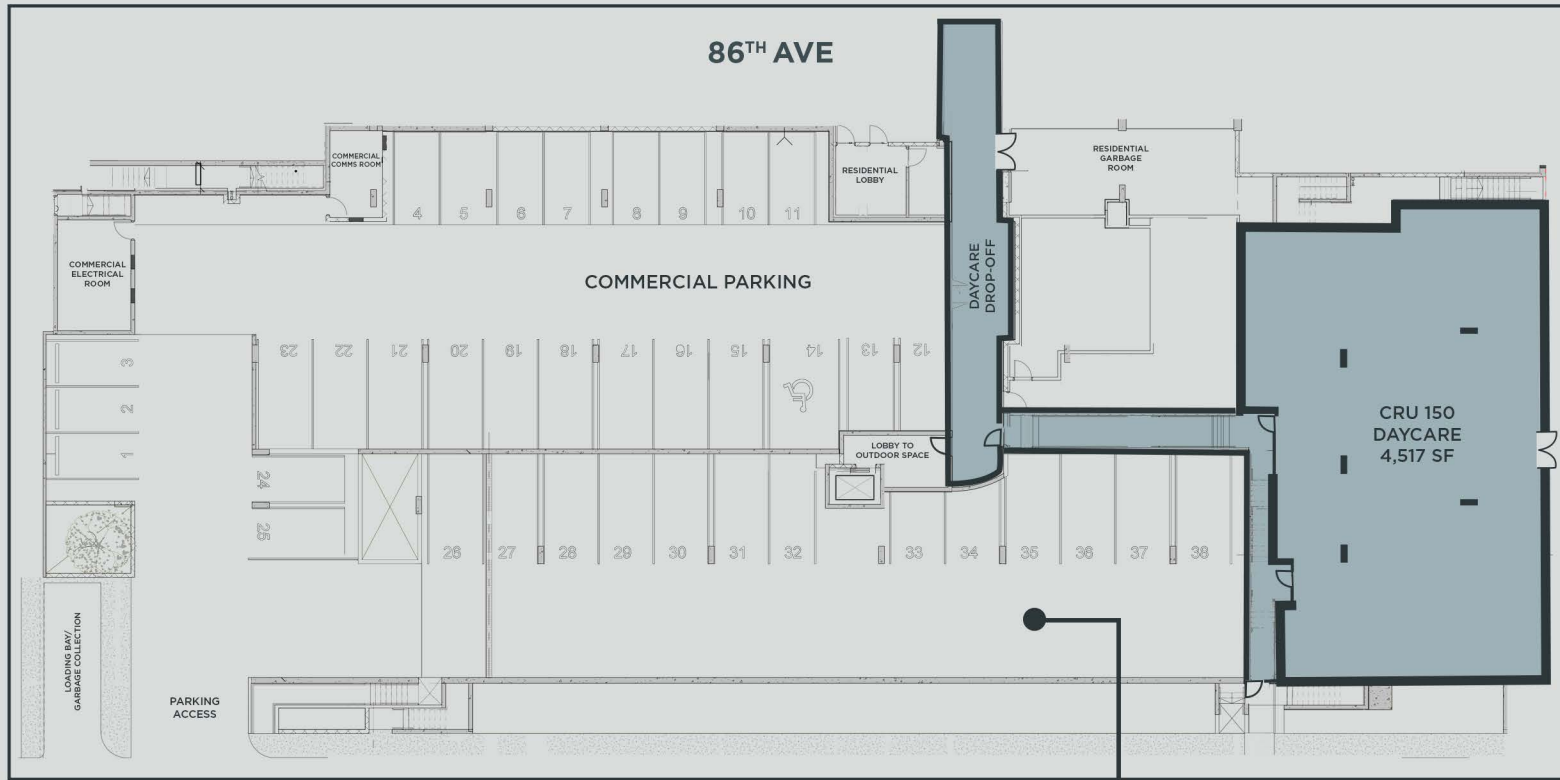 86TH AVE
COMMERCIAL
COMMS ROOM
RESIDENTIAL
LOBBY
RESIDENTIAL
GARBAGE
ROOM
4
5
6
7
8
9
10
11
COMMERCIAL
ELECTRICAL
ROOM
COMMERCIAL PARKING
DAYCARE
DROP-OFF
23
22
21
20
19
18
17
16
15
14
13
12
3
2
1
CRU 150
DAYCARE
4,517 SF
LOBBY TO
OUTDOOR SPACE
24
25
26
27
28
29
30
31
32
33
34
35
36
37
38
LOADING BAY/
GARBAGE COLLECTION
PARKING
ACCESS